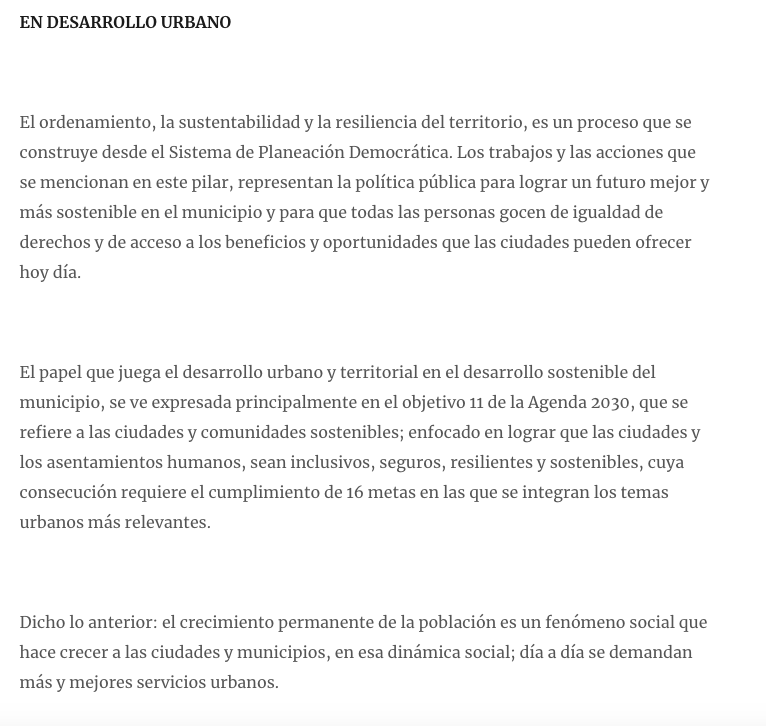 EN DESARROLLO URBANO
El ordenamiento, la sustentabilidad y la resiliencia del territorio, es un proceso que se
construye desde el Sistema de Planeación Democrática. Los trabajos y las acciones que
se mencionan en este pilar, representan la política pública para lograr un futuro mejor y
más sostenible en el municipio y para que todas las personas gocen de igualdad de
derechos y de acceso a los beneficios y oportunidades que las ciudades pueden ofrecer
hoy día.
El papel que juega el desarrollo urbano y territorial en el desarrollo sostenible del
municipio, se ve expresada principalmente en el objetivo 11 de la Agenda 2030, que se
refiere a las ciudades y comunidades sostenibles; enfocado en lograr que las ciudades y
los asentamientos humanos, sean inclusivos, seguros, resilientes y sostenibles, cuya
consecución requiere el cumplimiento de 16 metas en las que se integran los temas
urbanos más relevantes.
Dicho lo anterior: el crecimiento permanente de la población es un fenómeno social que
hace crecer a las ciudades y municipios, en esa dinámica social; día a día se demandan
más y mejores servicios urbanos.